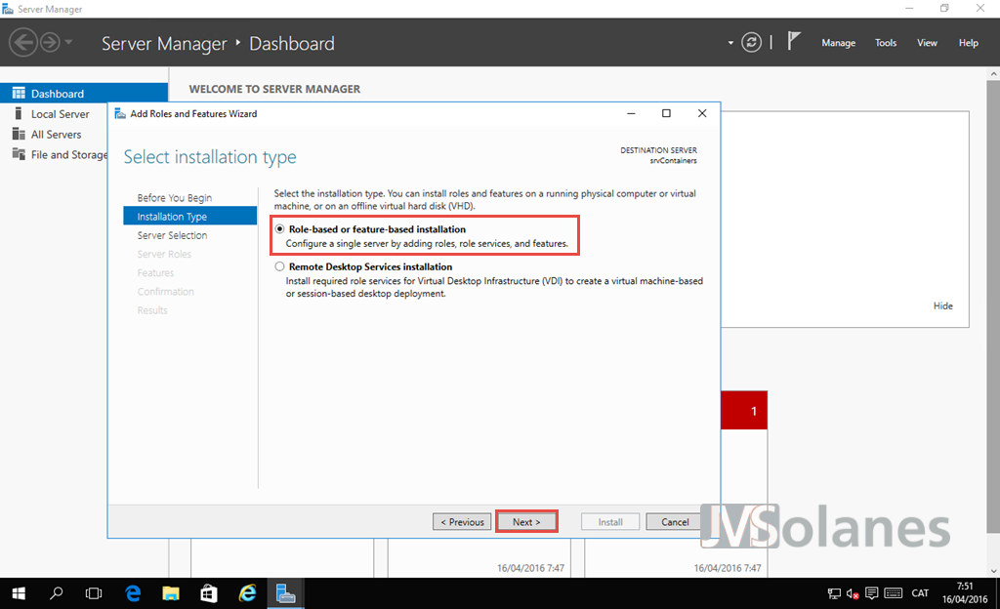 Server Manager
Server Manager ‣ Dashboard
Manage
Tools
View
Help
Dashboard
Local Server
All Servers
File and Storage
WELCOME TO SERVER MANAGER
Add Roles and Features Wizard
Select installation type
DESTINATION SERVER
srvContainers
Before You Begin
Installation Type
Server Selection
Server Roles
Features
Confirmation
Results
Select the installation type. You can install roles and features on a running physical computer or virtual
machine, or on an offline virtual hard disk (VHD).
Role-based or feature-based installation
Configure a single server by adding roles, role services, and features.
Remote Desktop Services installation
Install required role services for Virtual Desktop Infrastructure (VDI) to create a virtual machine-based
or session-based desktop deployment.
Hide
1
< Previous
Next >
Install
Cancel
JVSolanes
16/04/2016 7:47
16/04/2016 7:47
CAT
7:51
16/04/2016